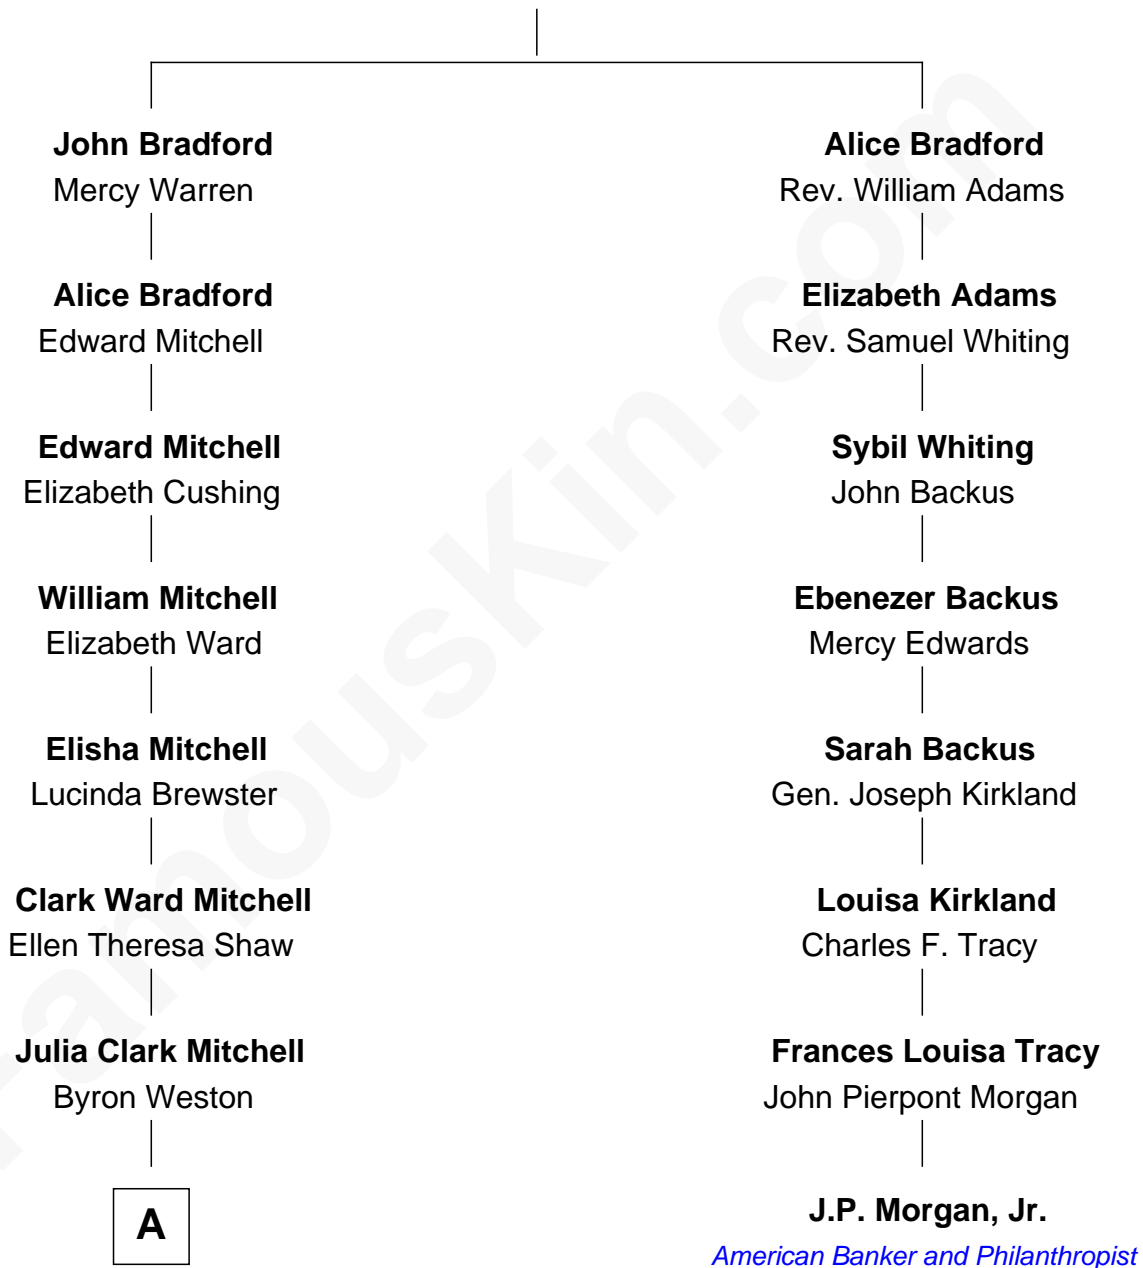 John Bradford
Mercy Warren
Alice Bradford
Edward Mitchell
Edward Mitchell
Elizabeth Cushing
William Mitchell
Elizabeth Ward
Elisha Mitchell
Lucinda Brewster
Clark Ward Mitchell
Ellen Theresa Shaw
Julia Clark Mitchell
Byron Weston
A
Alice Bradford
Rev. William Adams
Elizabeth Adams
Rev. Samuel Whiting
Sybil Whiting
John Backus
Ebenezer Backus
Mercy Edwards
Sarah Backus
Gen. Joseph Kirkland
Louisa Kirkland
Charles F. Tracy
Frances Louisa Tracy
John Pierpont Morgan
J.P. Morgan, Jr.
American Banker and Philanthropist
FamousKin.com